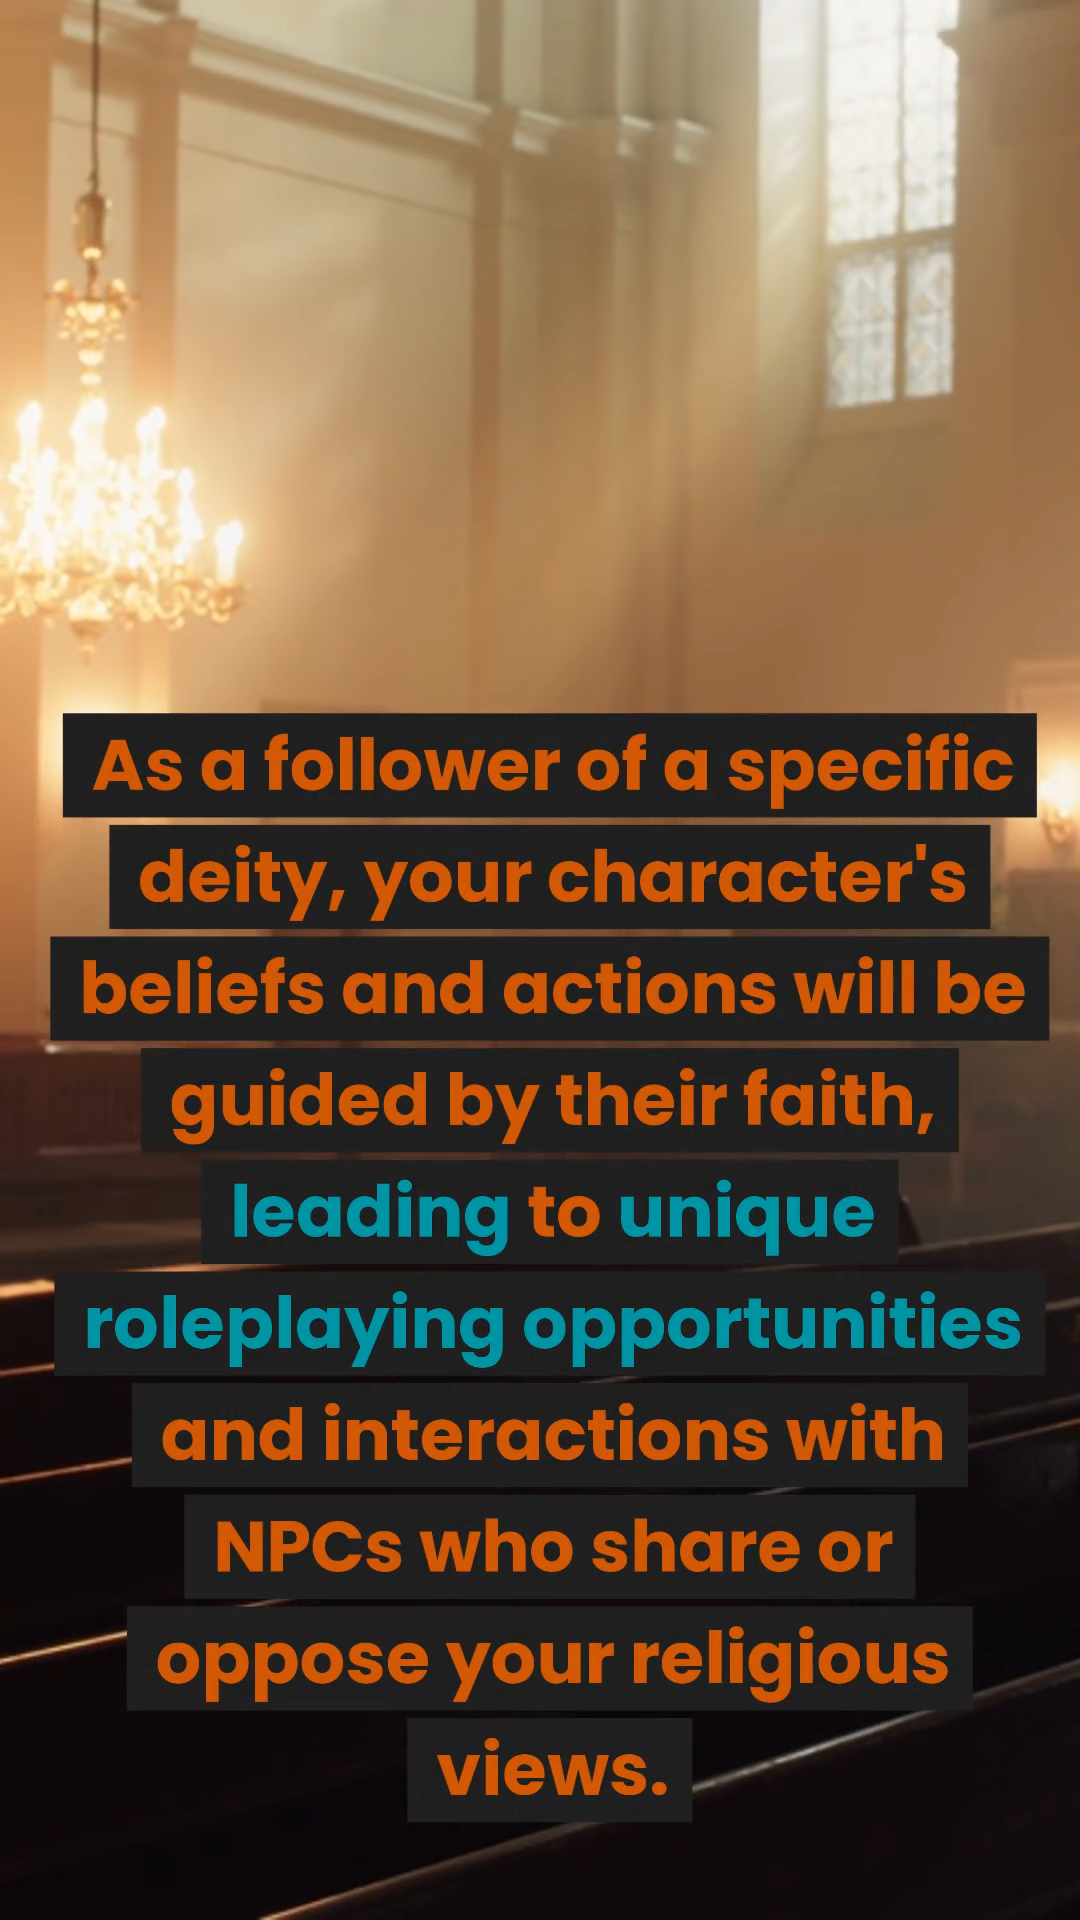 As a follower of a specific
deity, your character's
beliefs and actions will be
guided by their faith,
leading to unique
roleplaying opportunities
and interactions with
NPCs who share or
oppose your religious
views.